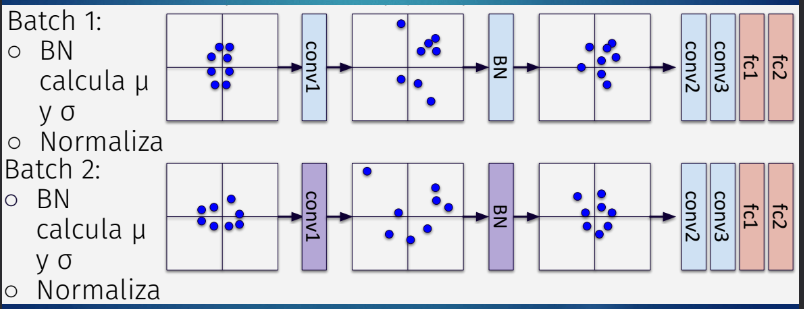 Batch 1:
○ BN
calcula μ
y σ
○ Normaliza
conv1
BN
conv2
conv3
fc1
fc2
Batch 2:
○ BN
calcula μ
y σ
○ Normaliza
conv1
BN
conv2
conv3
fc1
fc2